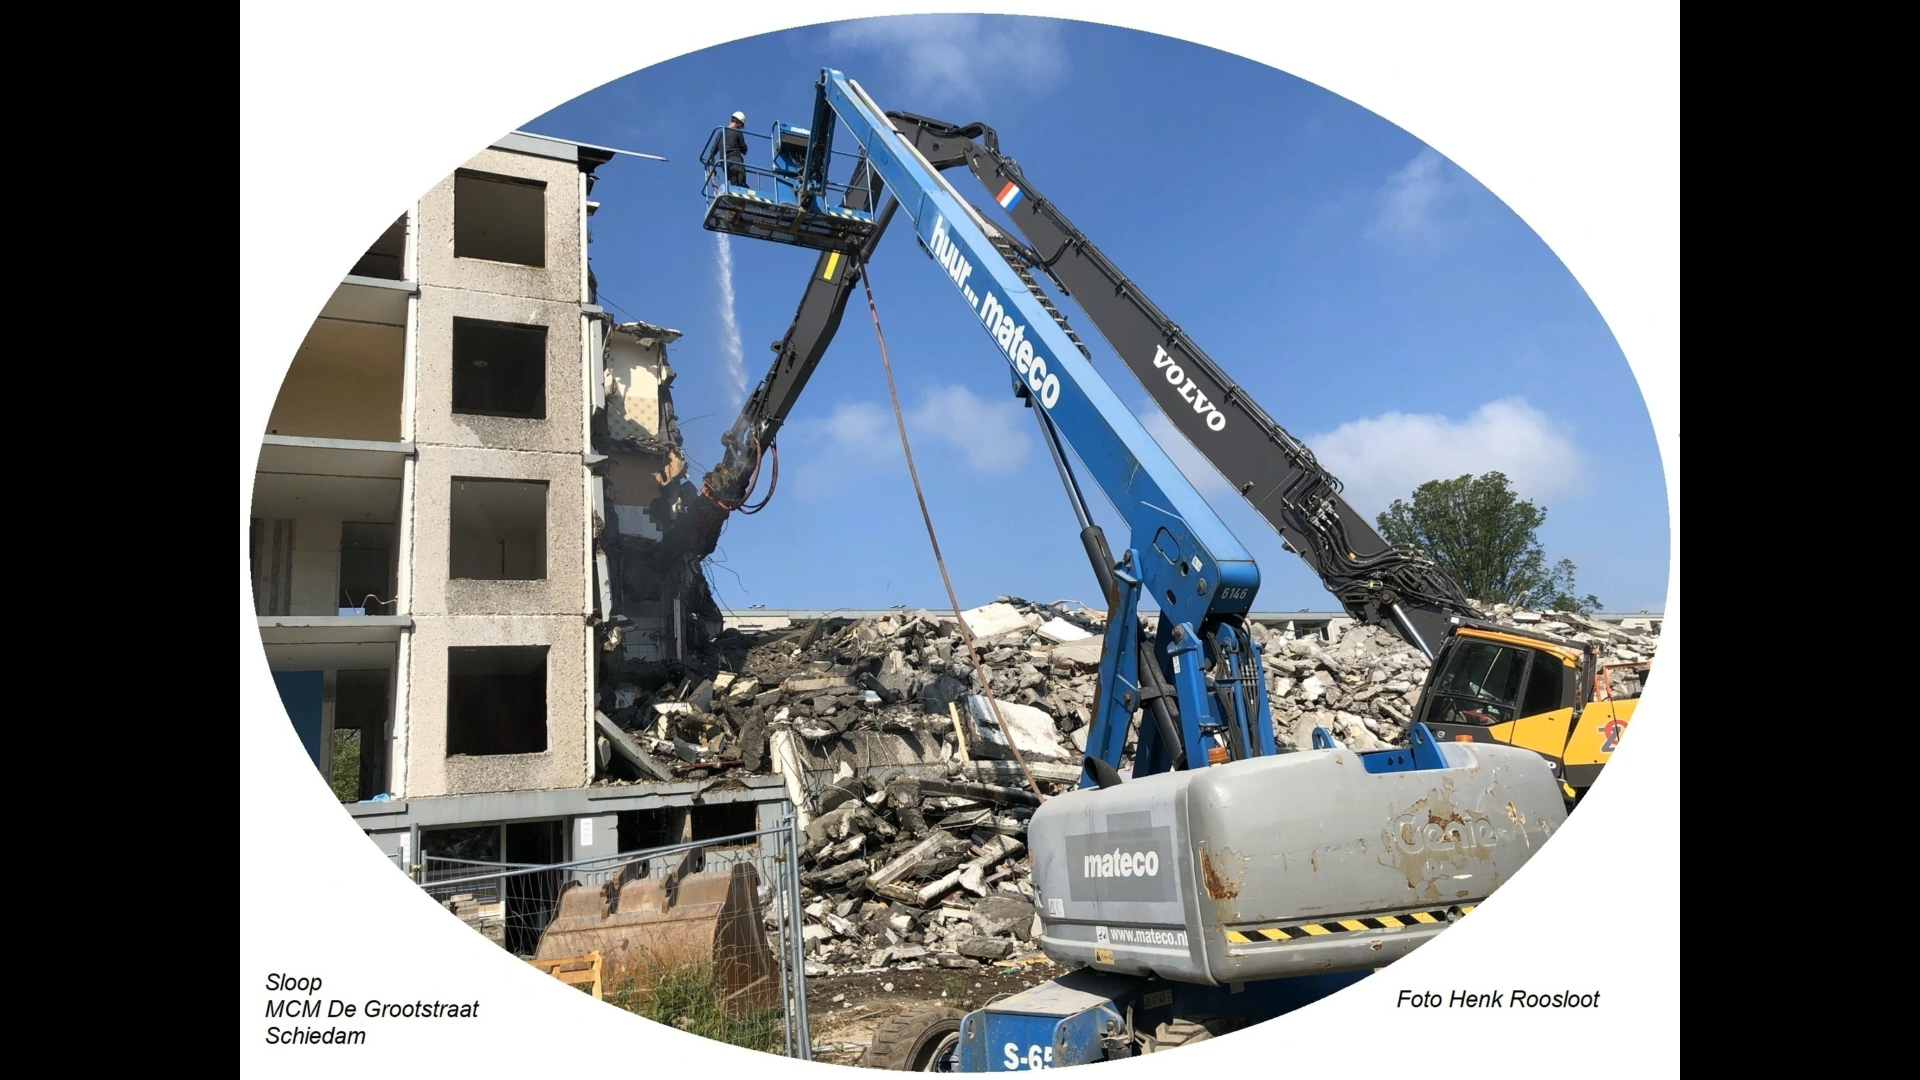 huur... mateco
VOLVO
6146
mateco
Genie
www.mateco.nl
S-65
Sloop
MCM De Grootstraat
Schiedam
Foto Henk Roosloot